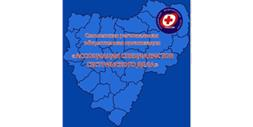 Смоленская региональная
общественная организация
«АССОЦИАЦИЯ СПЕЦИАЛИСТОВ
СЕСТРИНСКОГО ДЕЛА»